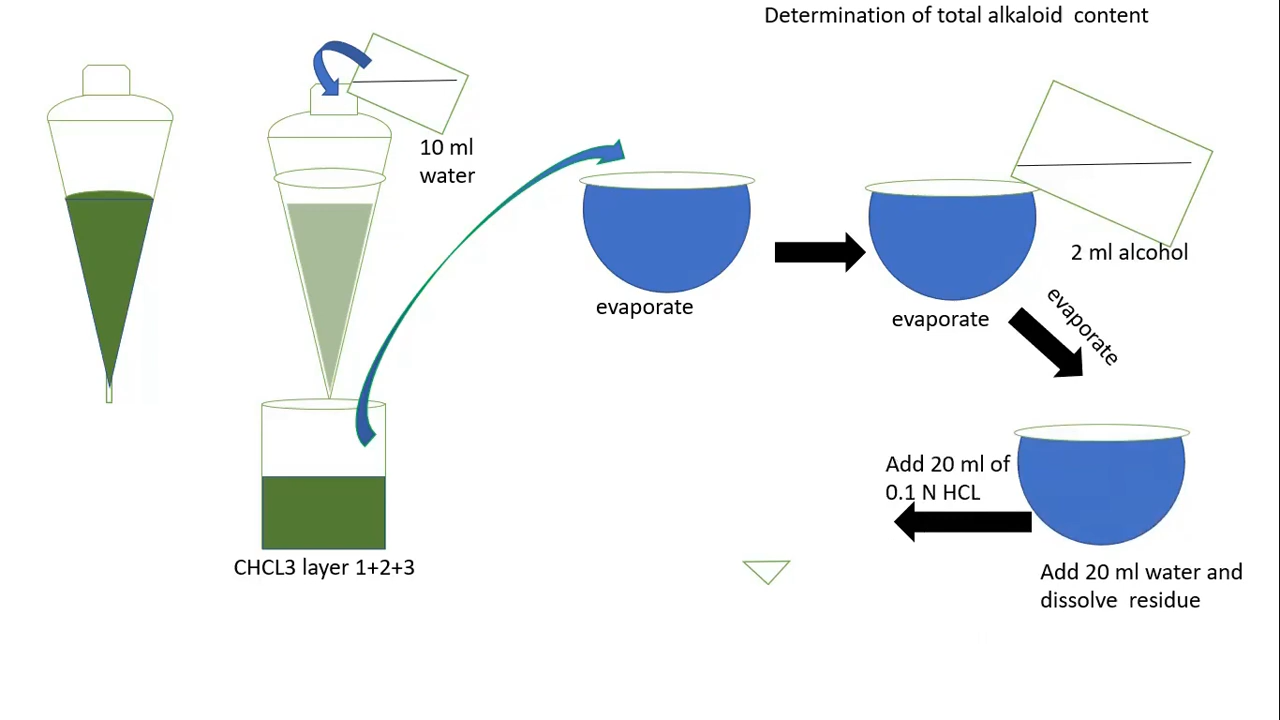 Determination of total alkaloid content
10 ml
water
2 ml alcohol
evaporate
evaporate
evaporate
Add 20 ml of
0.1 N HCL
CHCL3 layer 1+2+3
Add 20 ml water and
dissolve residue